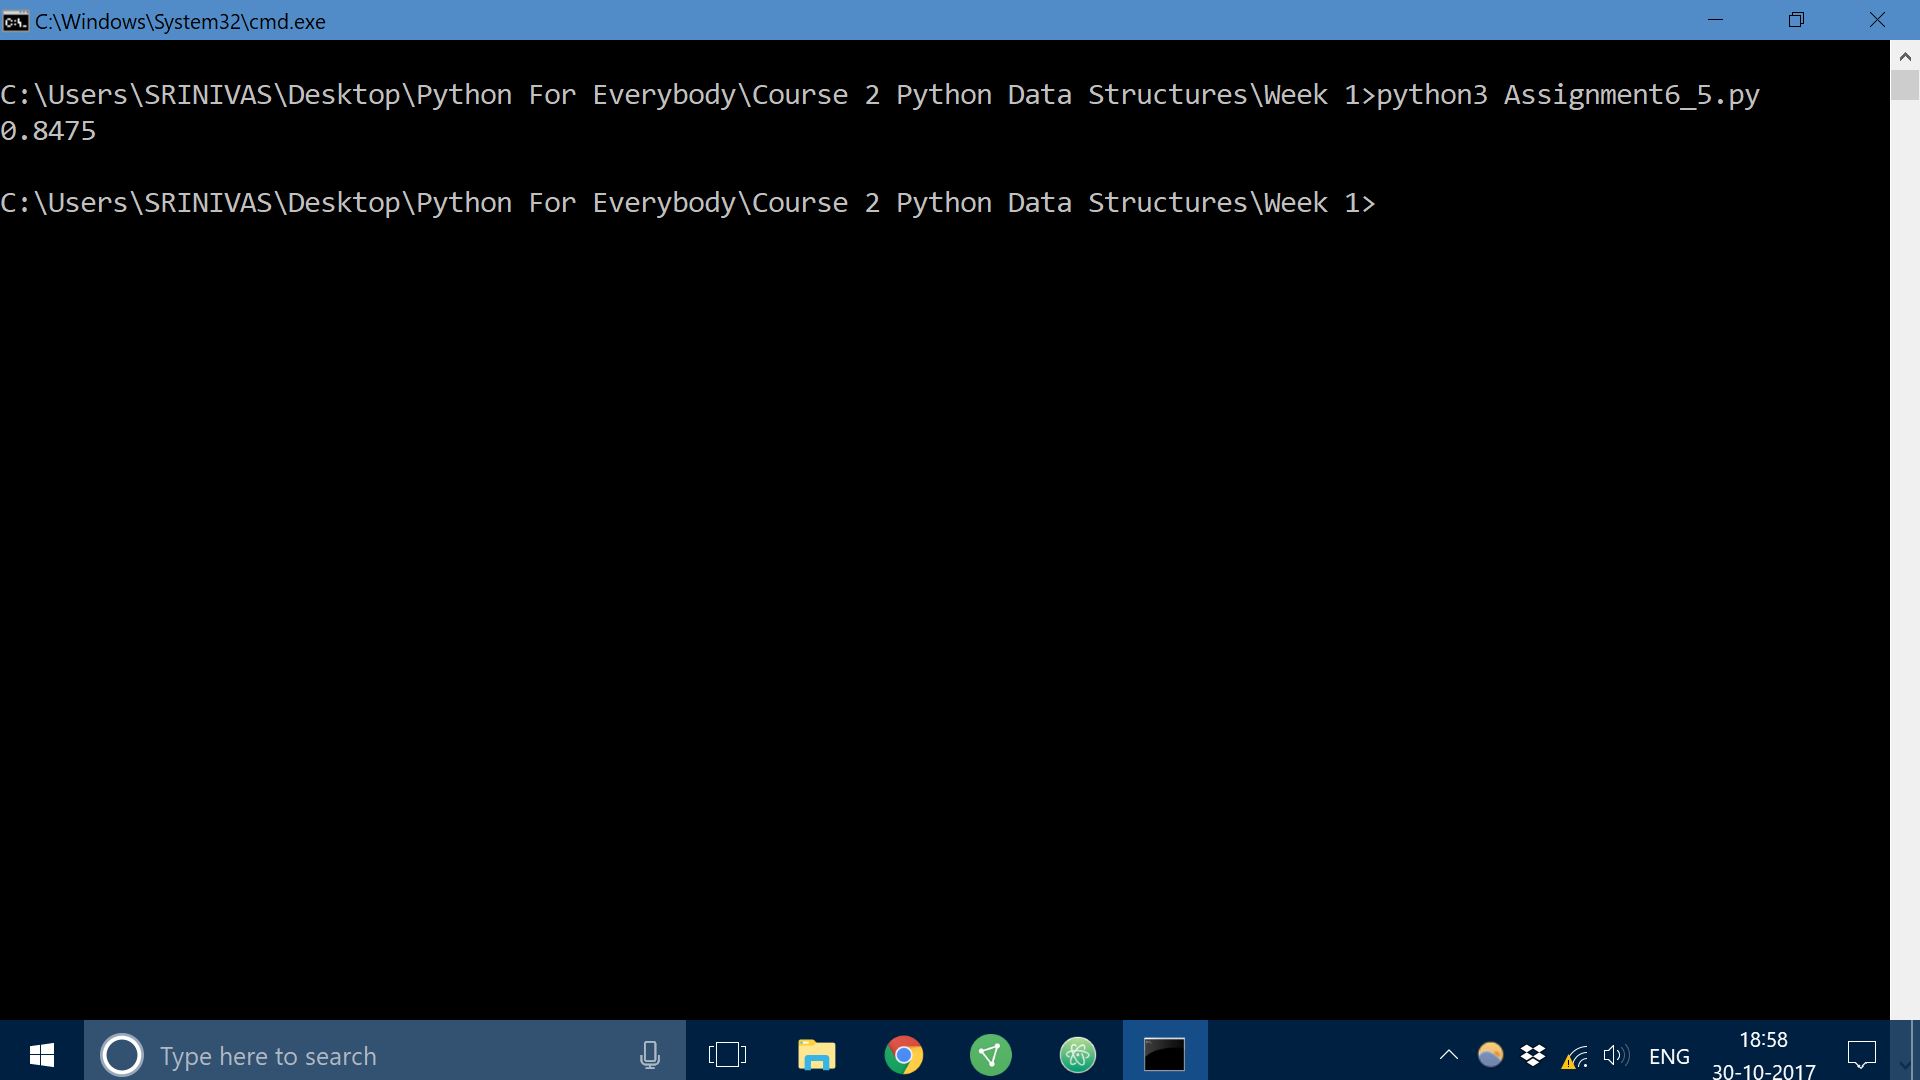 C:\Windows\System32\cmd.exe
C:\Users\SRINIVAS\Desktop\Python For Everybody\Course 2 Python Data Structures\Week 1>python3 Assignment6_5.py
0.8475
C:\Users\SRINIVAS\Desktop\Python For Everybody\Course 2 Python Data Structures\Week 1>
Type here to search
ENG
18:58
30-10-2017